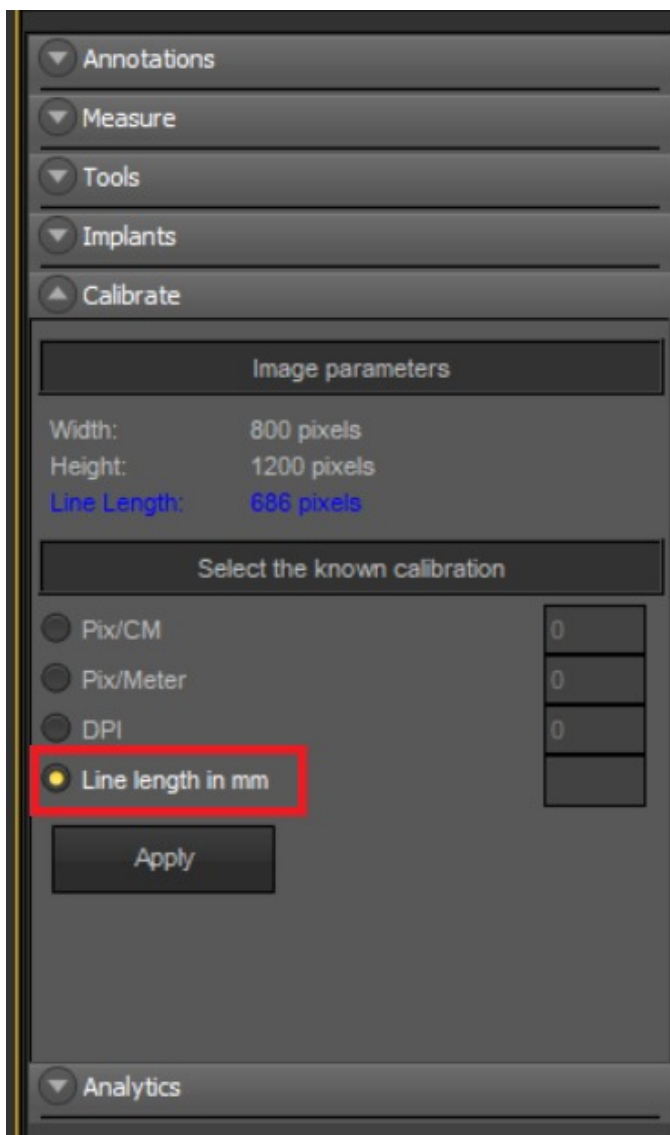 Annotations
Measure
Tools
Implants
Calibrate
Image parameters
Width: 800 pixels
Height: 1200 pixels
Line Length: 686 pixels
Select the known calibration
Pix/CM 0
Pix/Meter 0
DPI 0
Line length in mm
Apply
Analytics